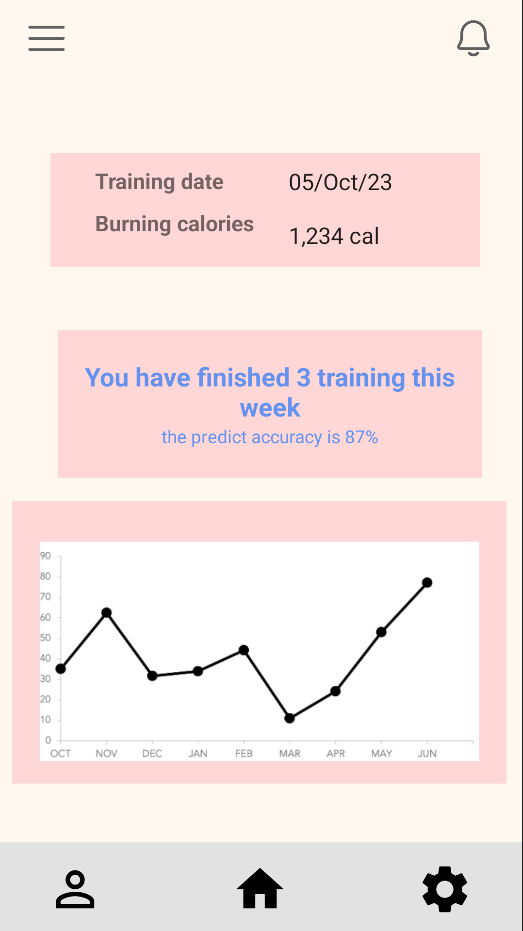 Training date 05/Oct/23
Burning calories 1,234 cal
You have finished 3 training this
week
the predict accuracy is 87%
90
80
70
60
50
40
30
20
10
0
OCT NOV DEC JAN FEB MAR APR MAY JUN